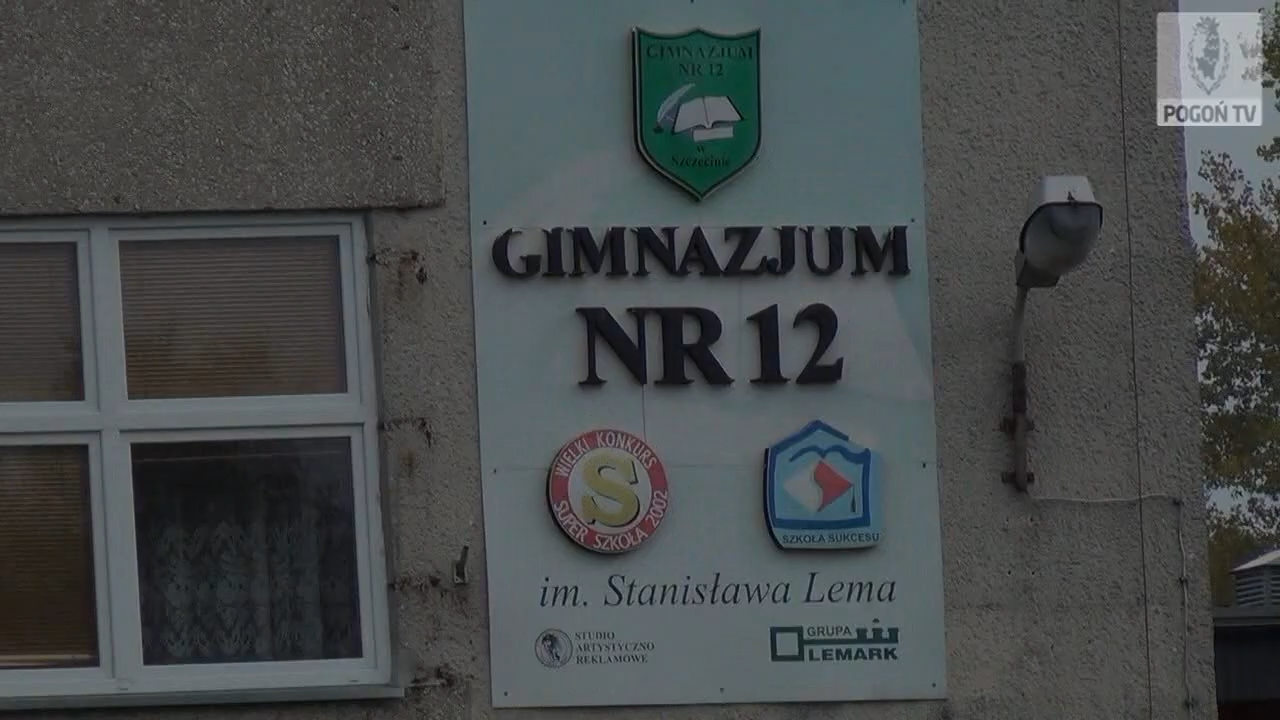 GIMNAZJUM
NR 12
w
Szczecinie
POGOŃ TV
GIMNAZJUM
NR 12
WIELKI KONKURS
SUPER SZKOŁA 2002
S
SZKOŁA SUKCESU
im. Stanisława Lema
STUDIO
ARTYSTYCZNO
REKLAMOWE
GRUPA
LEMARK